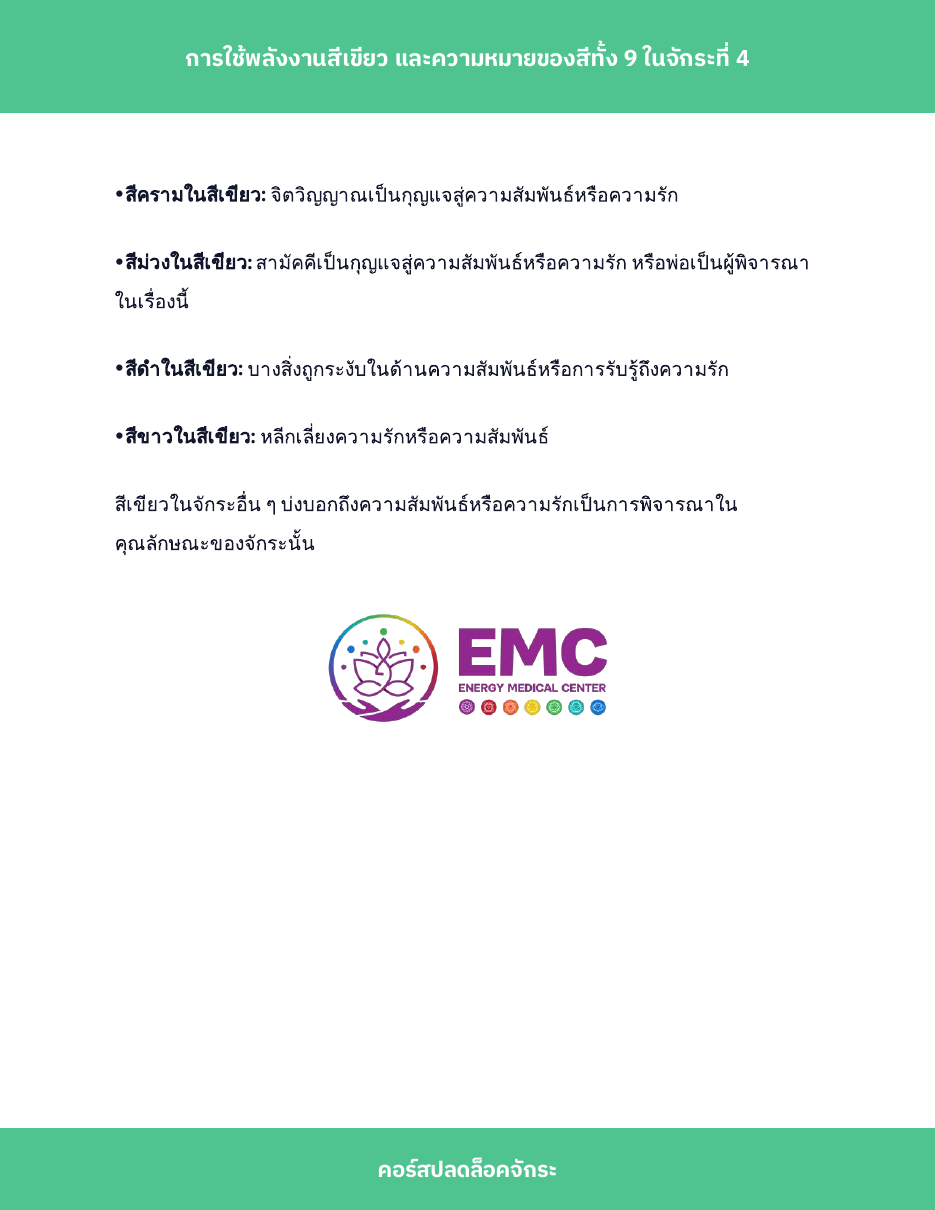 การใช้พลังงานสีเขียว และความหมายของสีทั้ง 9 ในจักระที่ 4
•สีครามในสีเขียว: จิตวิญญาณเป็นกุญแจสู่ความสัมพันธ์หรือความรัก
•สีม่วงในสีเขียว: สามัคคีเป็นกุญแจสู่ความสัมพันธ์หรือความรัก หรือพ่อเป็นผู้พิจารณา
ในเรื่องนี้
•สีดำในสีเขียว: บางสิ่งถูกระงับในด้านความสัมพันธ์หรือการรับรู้ถึงความรัก
•สีขาวในสีเขียว: หลีกเลี่ยงความรักหรือความสัมพันธ์
สีเขียวในจักระอื่น ๆ บ่งบอกถึงความสัมพันธ์หรือความรักเป็นการพิจารณาใน
คุณลักษณะของจักระนั้น
EMC
ENERGY MEDICAL CENTER
คอร์สปลดล็อคจักระ